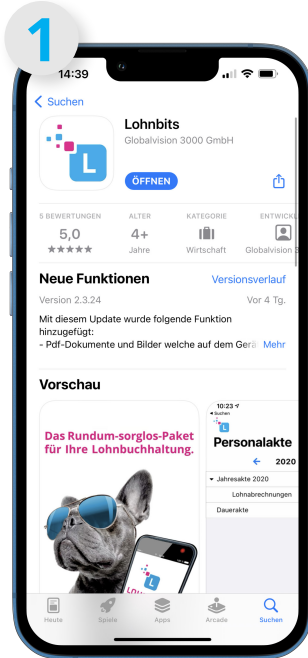 1
14:39
Suchen
L
Lohnbits
Globalvision 3000 GmbH
ÖFFNEN
5 BEWERTUNGEN
ALTER
KATEGORIE
ENTWICKL
5,0
4+
★★★★★
Jahre
Wirtschaft
Globalvision 3
Neue Funktionen
Versionsverlauf
Version 2.3.24
Vor 4 Tg.
Mit diesem Update wurde folgende Funktion
hinzugefügt:
- Pdf-Dokumente und Bilder welche auf dem Gerä
Mehr
Vorschau
Das Rundum-sorglos-Paket
für Ihre Lohnbuchhaltung.
L
10:23
Suchen
L
Personalakte
2020
Jahresakte 2020
Lohnabrechnungen
Dauerakte
Heute
Spiele
Apps
Arcade
Suchen